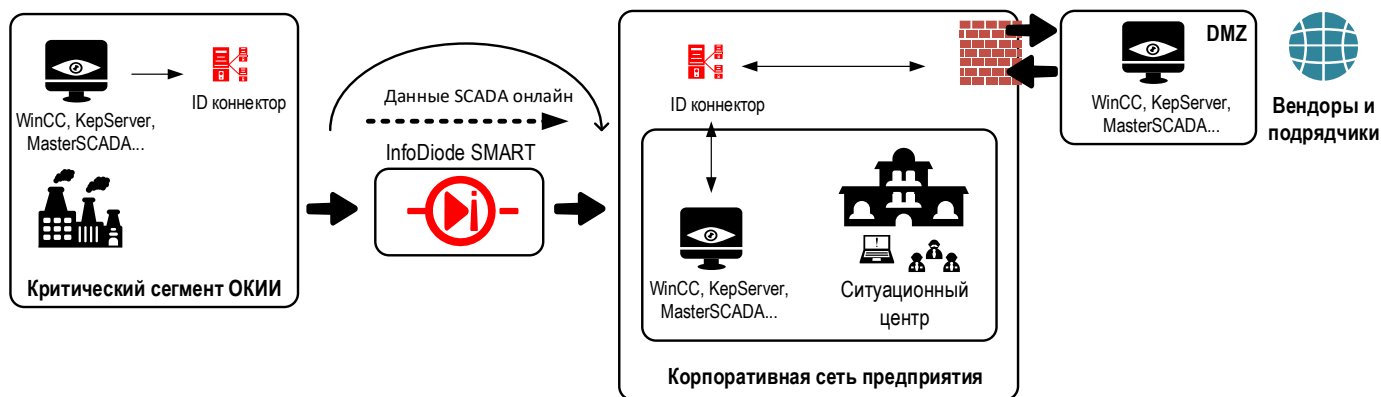 ID коннектор
WinCC, KepServer,
MasterSCADA...
Критический сегмент ОКИИ
Данные SCADA онлайн
InfoDiode SMART
ID коннектор
WinCC, KepServer,
MasterSCADA...
Ситуационный
центр
Корпоративная сеть предприятия
DMZ
WinCC, KepServer,
MasterSCADA...
Вендоры и
подрядчики